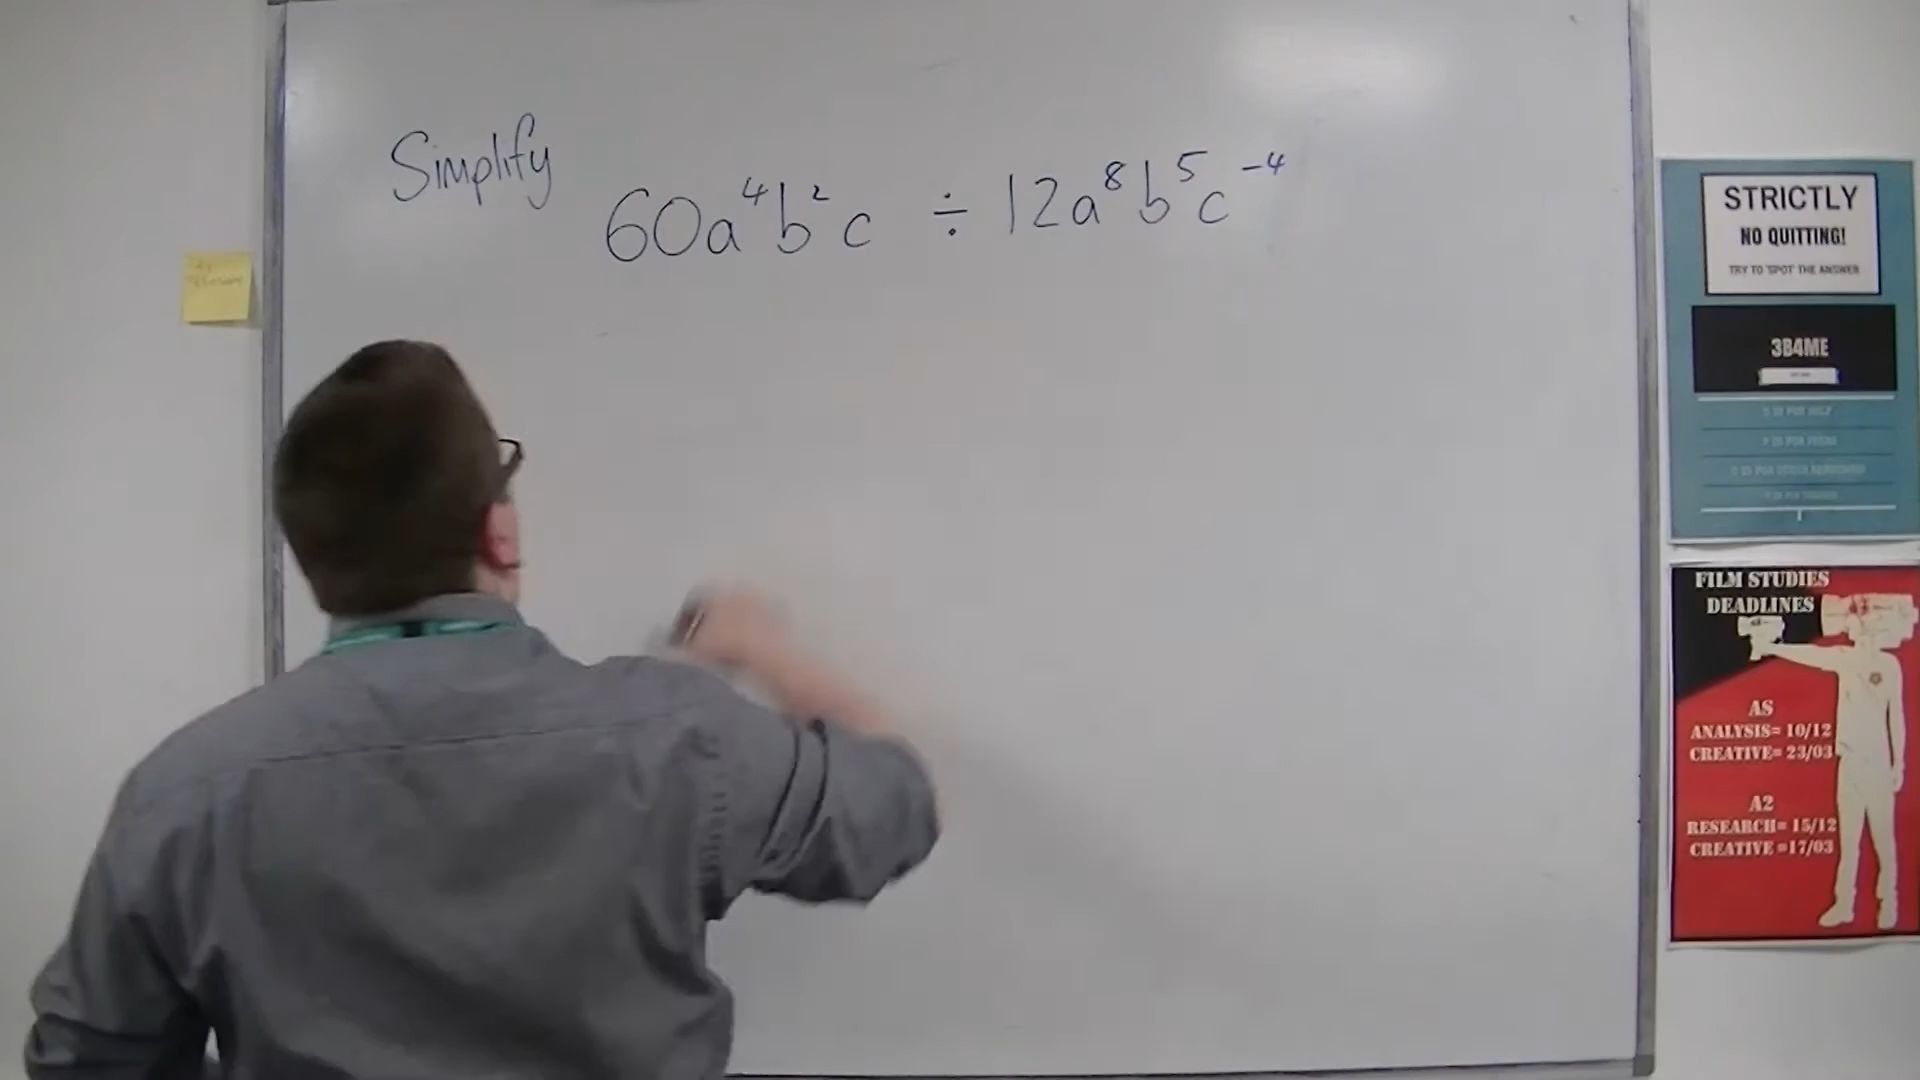 Simplify
60a⁴b²c ÷ 12a⁸b⁵c⁻⁴
STRICTLY
NO QUITTING!
TRY TO 'SPOT' THE ANSWER
3B4ME
FILM STUDIES
DEADLINES
AS
ANALYSIS= 10/12
CREATIVE= 23/03
A2
RESEARCH= 15/12
CREATIVE =17/03